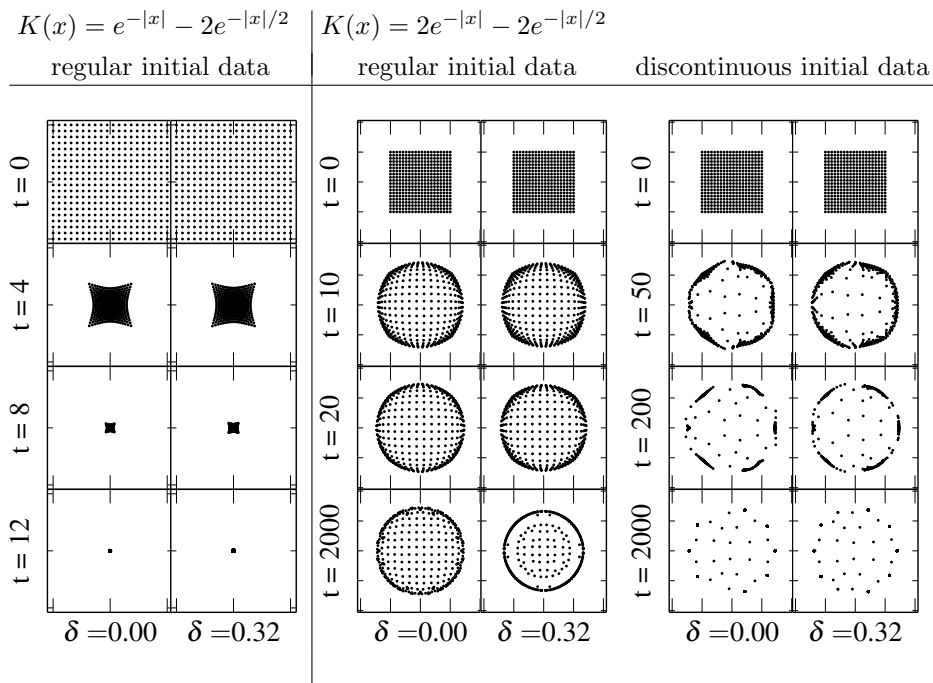 K(x) = e^{-|x|} − 2e^{-|x|/2}
K(x) = 2e^{-|x|} − 2e^{-|x|/2}
regular initial data
regular initial data
discontinuous initial data
t = 0
t = 4
t = 8
t = 12
δ =0.00
δ =0.32
t = 0
t = 10
t = 20
t = 2000
δ =0.00
δ =0.32
t = 0
t = 50
t = 200
t = 2000
δ =0.00
δ =0.32